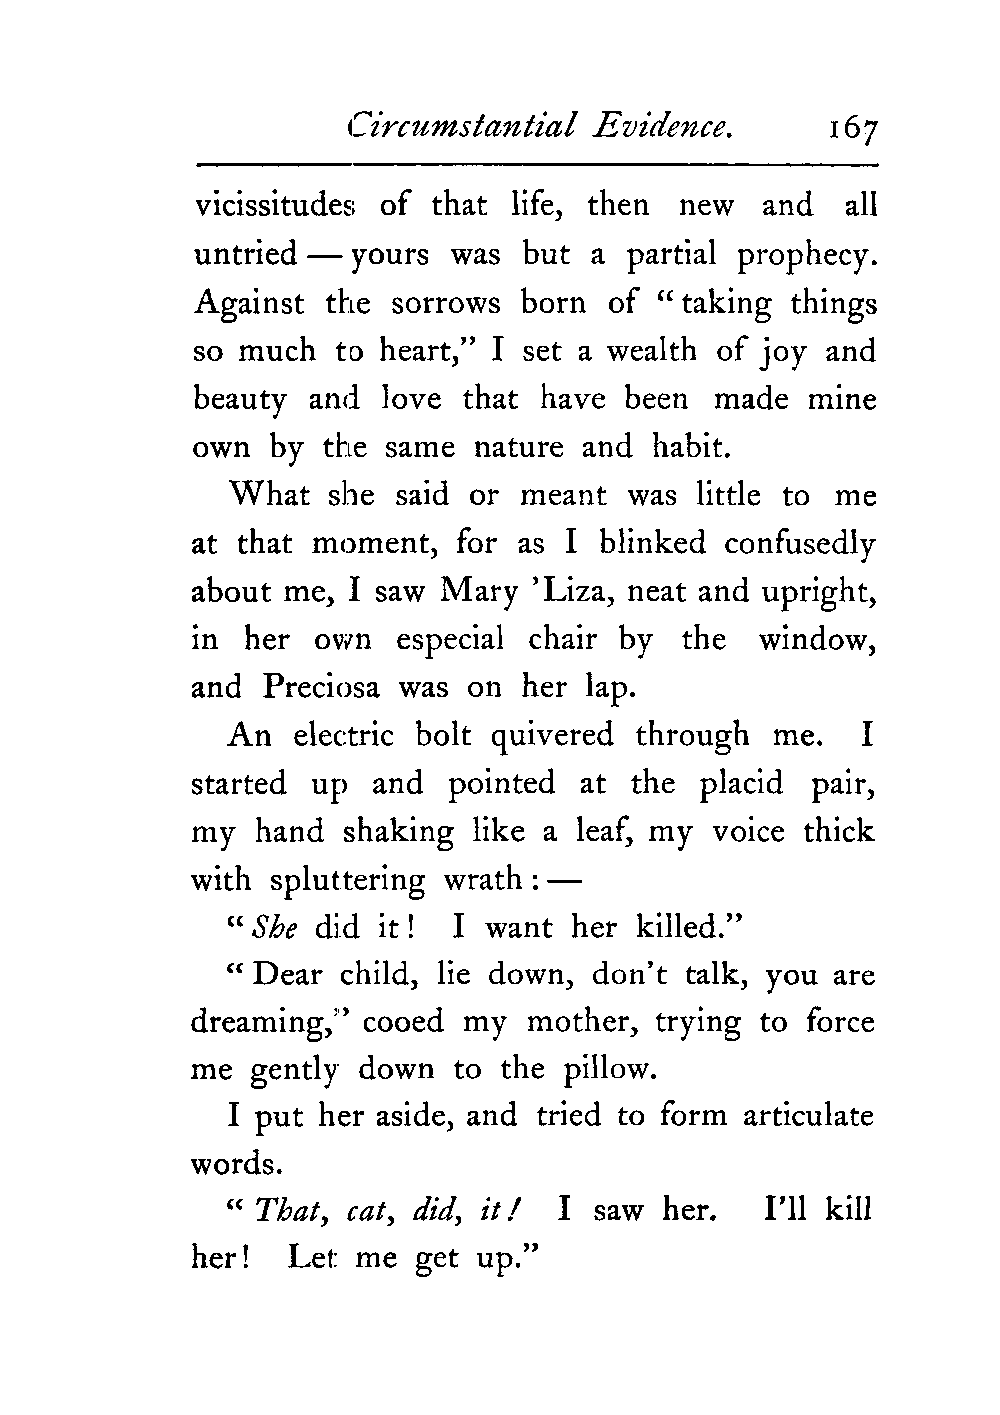 Circumstantial Evidence. 167
vicissitudes of that life, then new and all
untried — yours was but a partial prophecy.
Against the sorrows born of “taking things
so much to heart,” I set a wealth of joy and
beauty and love that have been made mine
own by the same nature and habit.
What she said or meant was little to me
at that moment, for as I blinked confusedly
about me, I saw Mary ’Liza, neat and upright,
in her own especial chair by the window,
and Preciosa was on her lap.
An electric bolt quivered through me. I
started up and pointed at the placid pair,
my hand shaking like a leaf, my voice thick
with spluttering wrath : —
“She did it! I want her killed.”
“Dear child, lie down, don’t talk, you are
dreaming,” cooed my mother, trying to force
me gently down to the pillow.
I put her aside, and tried to form articulate
words.
“That, cat, did, it! I saw her. I’ll kill
her! Let me get up.”